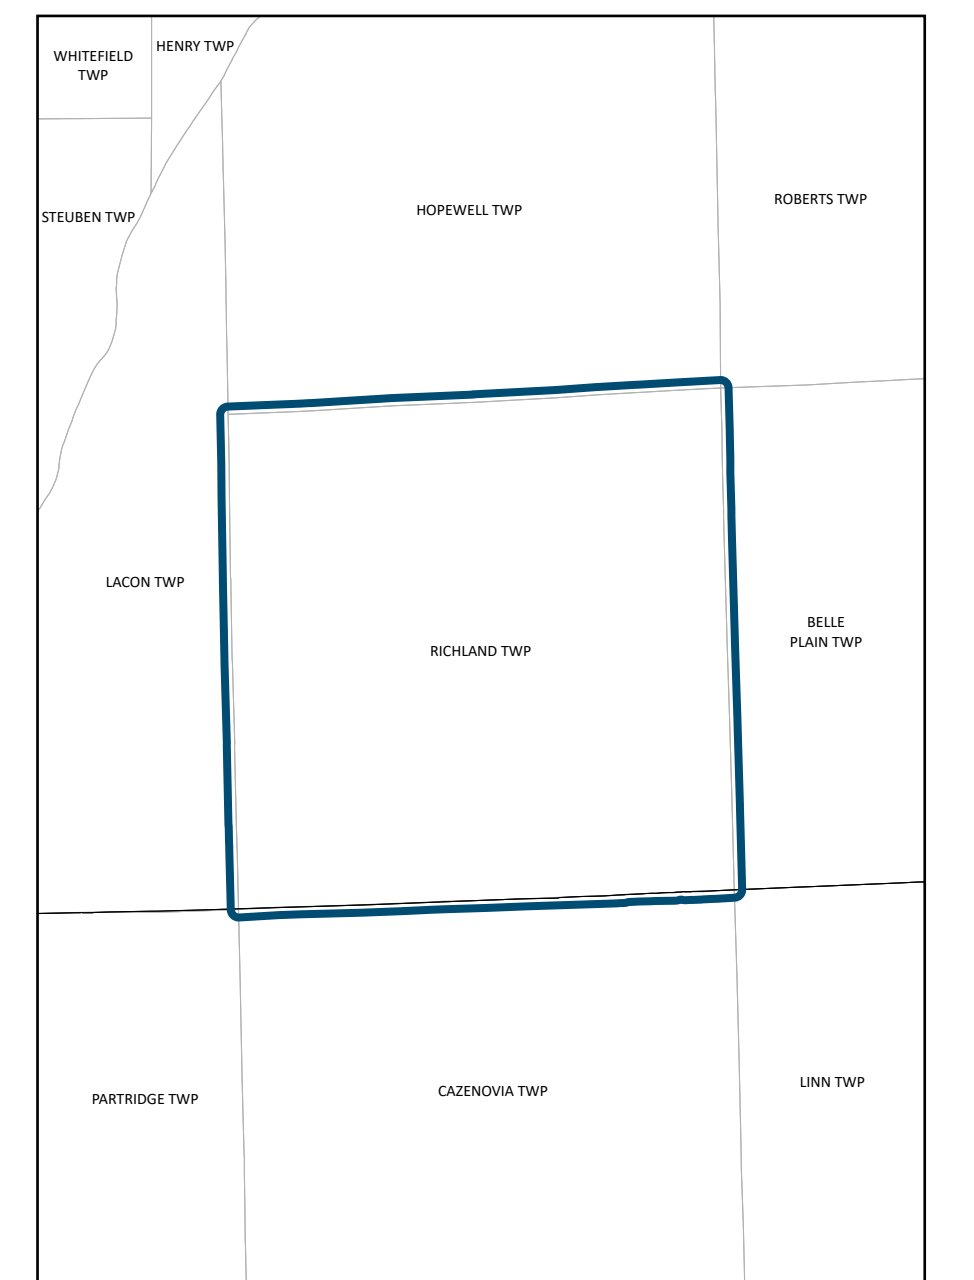 HENRY TWP
WHITEFIELD
TWP
ROBERTS TWP
HOPEWELL TWP
STEUBEN TWP
LACON TWP
BELLE
PLAIN TWP
RICHLAND TWP
LINN TWP
CAZENOVIA TWP
PARTRIDGE TWP